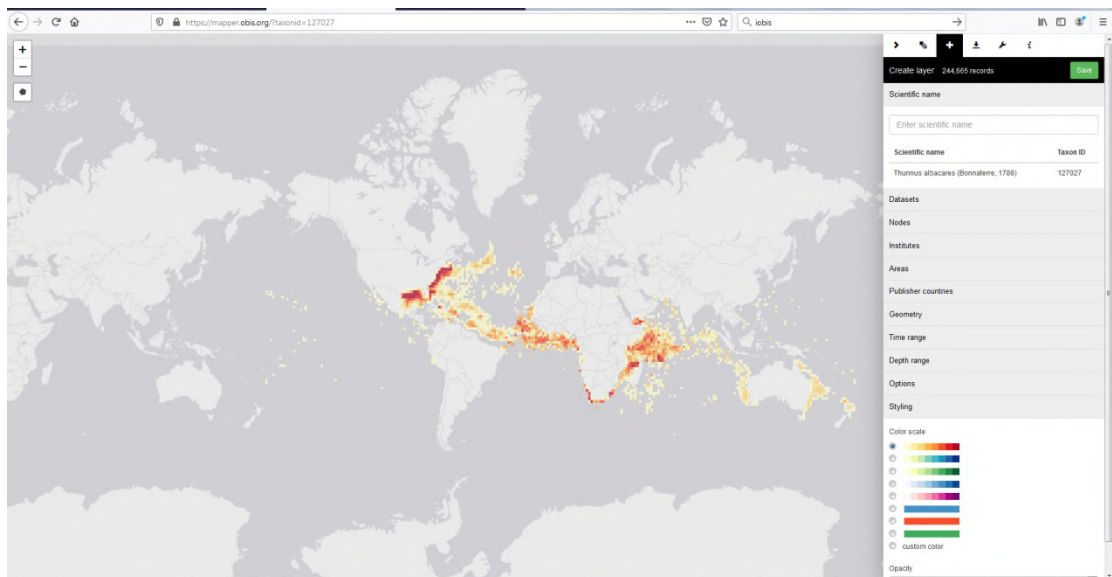 https://mapper.obis.org/?taxonid=127027
iobis
+
−
i
Create layer 244,665 records Save
Scientific name
Enter scientific name
Scientific name Taxon ID
Thunnus albacares (Bonnaterre, 1788) 127027
Datasets
Nodes
Institutes
Areas
Publisher countries
Geometry
Time range
Depth range
Options
Styling
Color scale
custom color
Opacity